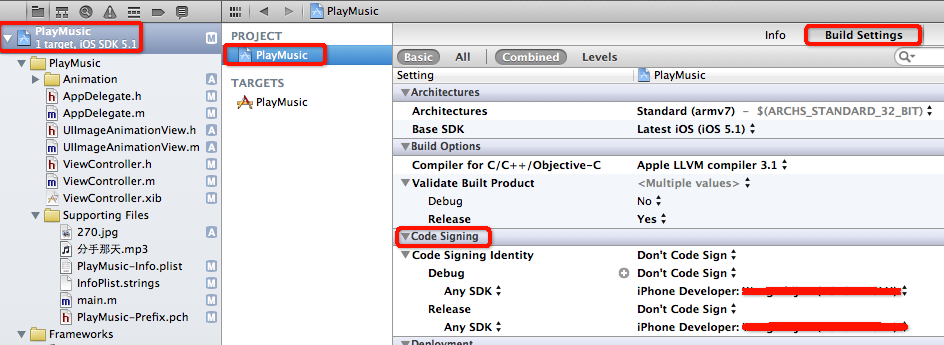 PlayMusic
PlayMusic
1 target, iOS SDK 5.1
M
PlayMusic
Animation
A
AppDelegate.h
M
AppDelegate.m
M
UIImageAnimationView.h
A
UIImageAnimationView.m
A
ViewController.h
M
ViewController.m
M
ViewController.xib
M
Supporting Files
270.jpg
A
分手那天.mp3
PlayMusic-Info.plist
M
InfoPlist.strings
M
main.m
M
PlayMusic-Prefix.pch
M
Frameworks
PROJECT
PlayMusic
TARGETS
PlayMusic
Info
Build Settings
Basic All Combined Levels
Setting PlayMusic
Architectures
Architectures Standard (armv7) – $(ARCHS_STANDARD_32_BIT)
Base SDK Latest iOS (iOS 5.1)
Build Options
Compiler for C/C++/Objective-C Apple LLVM compiler 3.1
Validate Built Product <Multiple values>
Debug No
Release Yes
Code Signing
Code Signing Identity Don't Code Sign
Debug Don't Code Sign
Any SDK iPhone Developer:
Release Don't Code Sign
Any SDK iPhone Developer:
Deployment